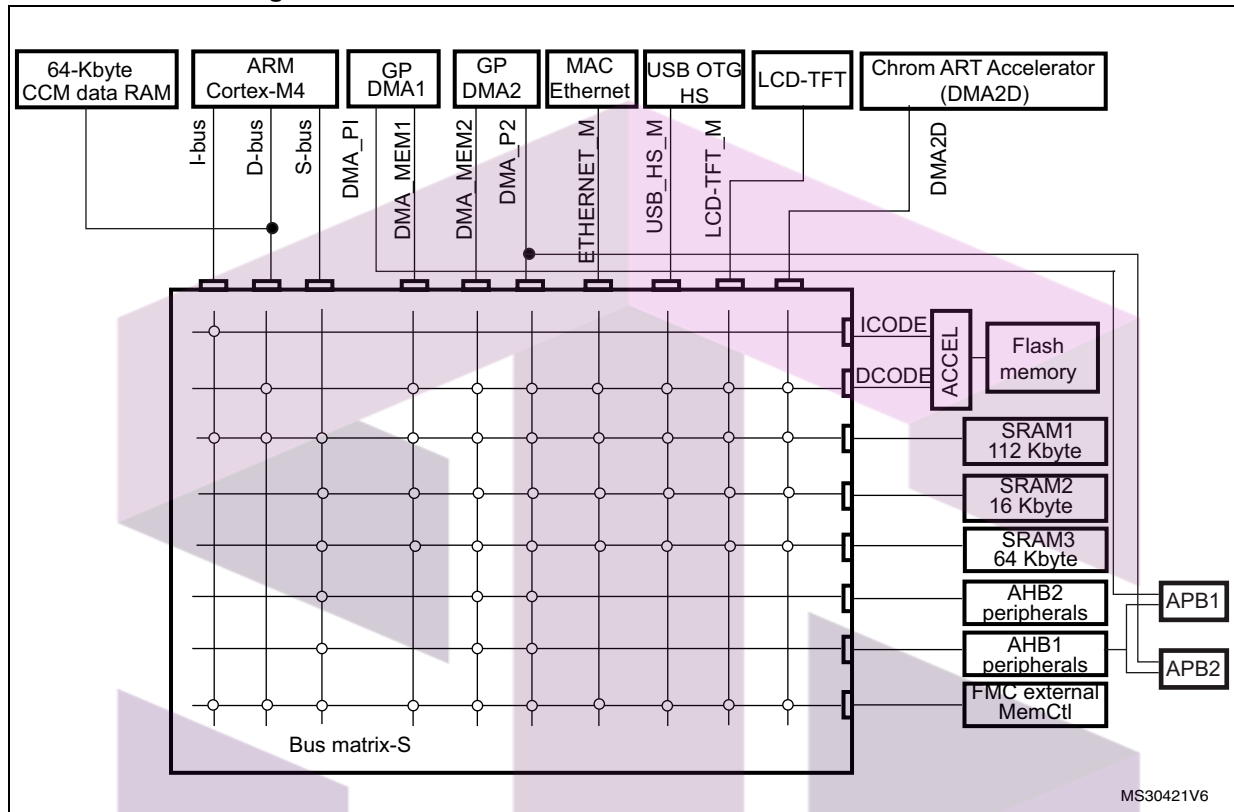 64-Kbyte
CCM data RAM
ARM
Cortex-M4
GP
DMA1
GP
DMA2
MAC
Ethernet
USB OTG
HS
LCD-TFT
Chrom ART Accelerator
(DMA2D)
I-bus
D-bus
S-bus
DMA_PI
DMA_MEM1
DMA_MEM2
DMA_P2
ETHERNET_M
USB_HS_M
LCD-TFT_M
DMA2D
ICODE
DCODE
ACCEL
Flash
memory
SRAM1
112 Kbyte
SRAM2
16 Kbyte
SRAM3
64 Kbyte
AHB2
peripherals
AHB1
peripherals
FMC external
MemCtl
APB1
APB2
Bus matrix-S
MS30421V6